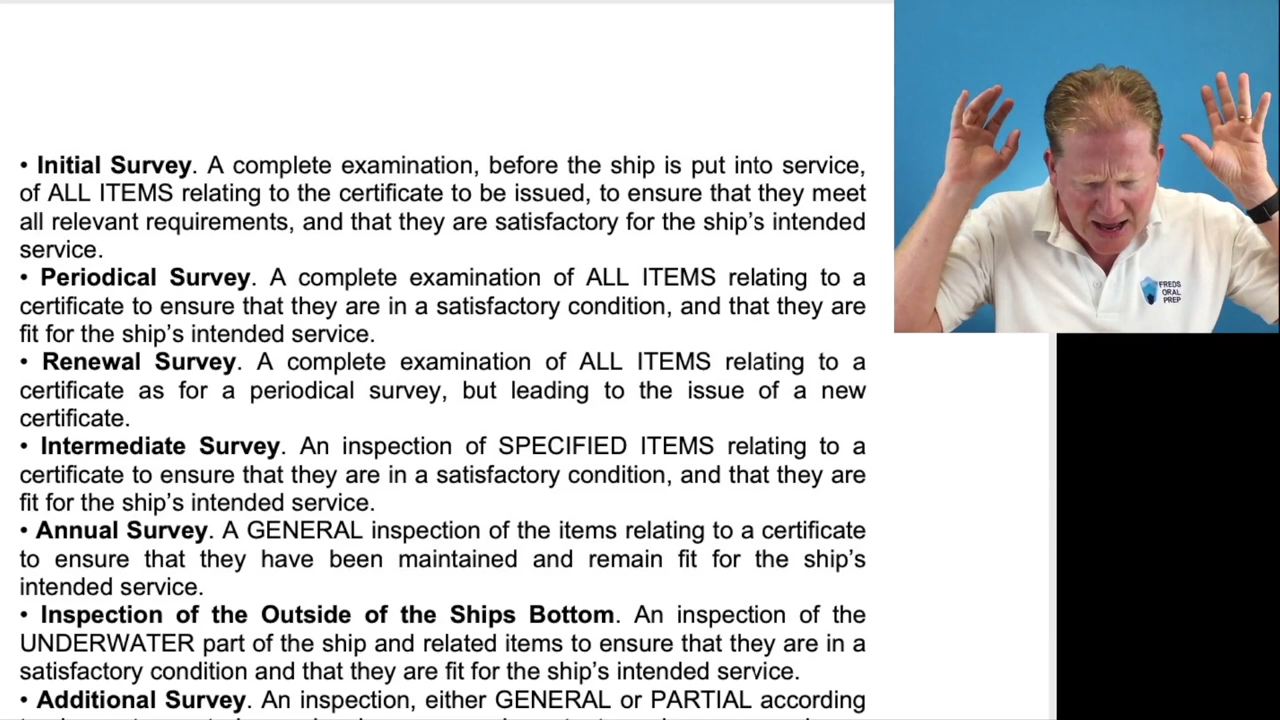 • Initial Survey. A complete examination, before the ship is put into service,
of ALL ITEMS relating to the certificate to be issued, to ensure that they meet
all relevant requirements, and that they are satisfactory for the ship's intended
service.
• Periodical Survey. A complete examination of ALL ITEMS relating to a
certificate to ensure that they are in a satisfactory condition, and that they are
fit for the ship's intended service.
• Renewal Survey. A complete examination of ALL ITEMS relating to a
certificate as for a periodical survey, but leading to the issue of a new
certificate.
• Intermediate Survey. An inspection of SPECIFIED ITEMS relating to a
certificate to ensure that they are in a satisfactory condition, and that they are
fit for the ship's intended service.
• Annual Survey. A GENERAL inspection of the items relating to a certificate
to ensure that they have been maintained and remain fit for the ship's
intended service.
• Inspection of the Outside of the Ships Bottom. An inspection of the
UNDERWATER part of the ship and related items to ensure that they are in a
satisfactory condition and that they are fit for the ship's intended service.
• Additional Survey. An inspection, either GENERAL or PARTIAL according
FREDS
ORAL
PREP